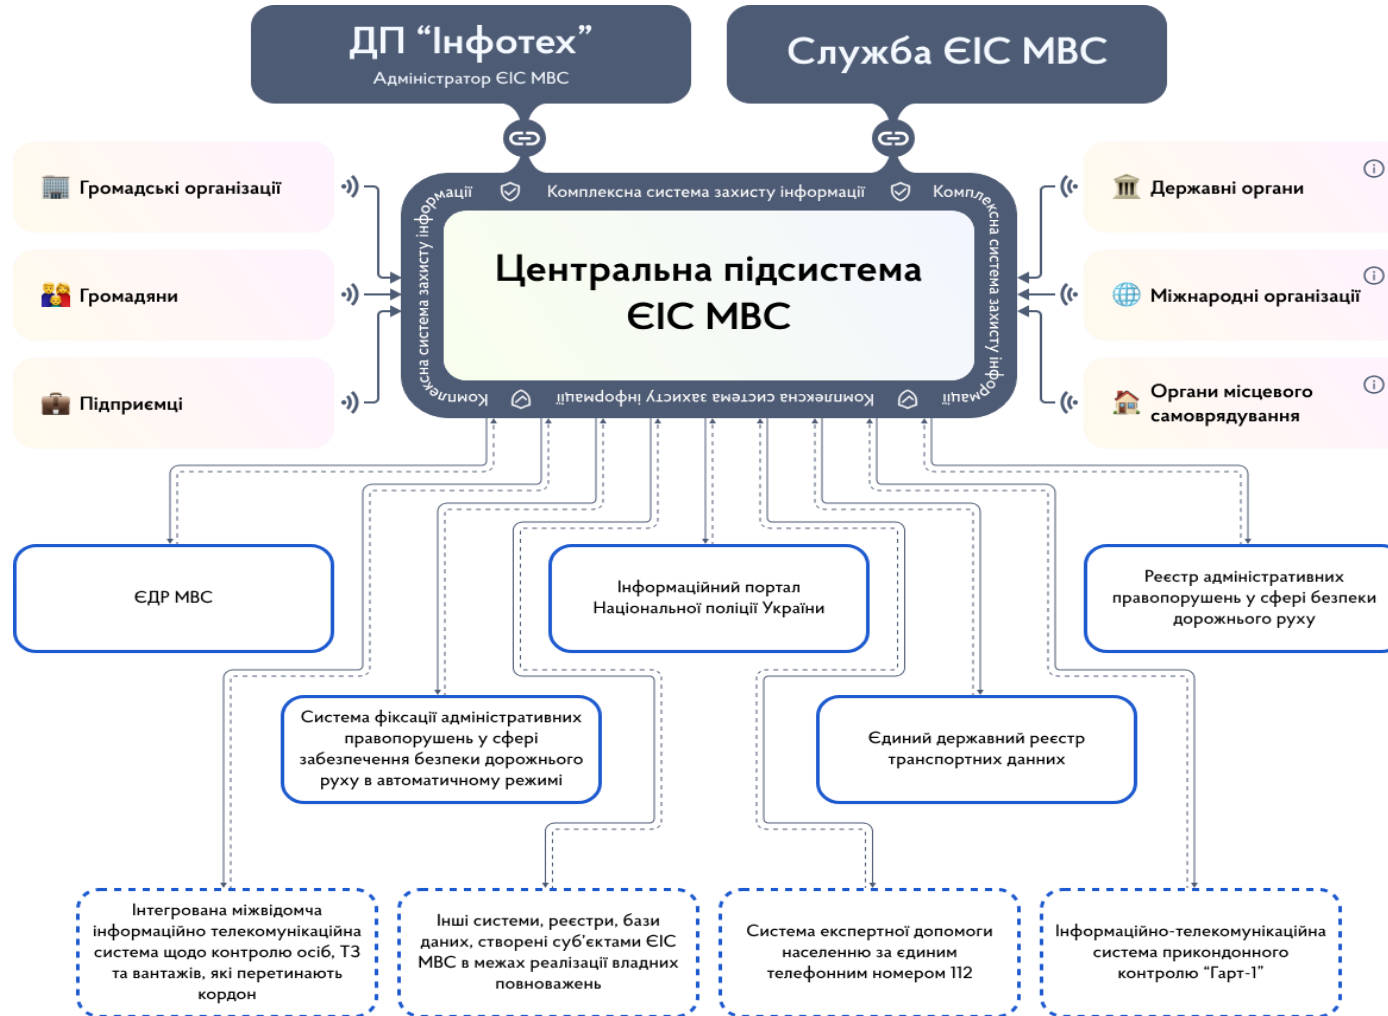 ДП “Інфотех”
Адміністратор ЄІС МВС
Служба ЄІС МВС
Громадські організації
Громадяни
Підприємці
Комплексна система захисту інформації
Комплексна система захисту інформації
Комплексна система захисту інформації
Комплексна система захисту інформації
Центральна підсистема
ЄІС МВС
Державні органи
Міжнародні організації
Органи місцевого
самоврядування
ЄДР МВС
Інформаційний портал
Національної поліції України
Реєстр адміністративних
правопорушень у сфері безпеки
дорожнього руху
Система фіксації адміністративних
правопорушень у сфері
забезпечення безпеки дорожнього
руху в автоматичному режимі
Єдиний державний реєстр
транспортних данних
Інтегрована міжвідомча
інформаційно телекомунікаційна
система щодо контролю осіб, ТЗ
та вантажів, які перетинають
кордон
Інші системи, реєстри, бази
даних, створені суб’єктами ЄІС
МВС в межах реалізації владних
повноважень
Система експертної допомоги
населенню за єдиним
телефонним номером 112
Інформаційно-телекомунікаційна
система прикондонного
контролю “Гарт-1”